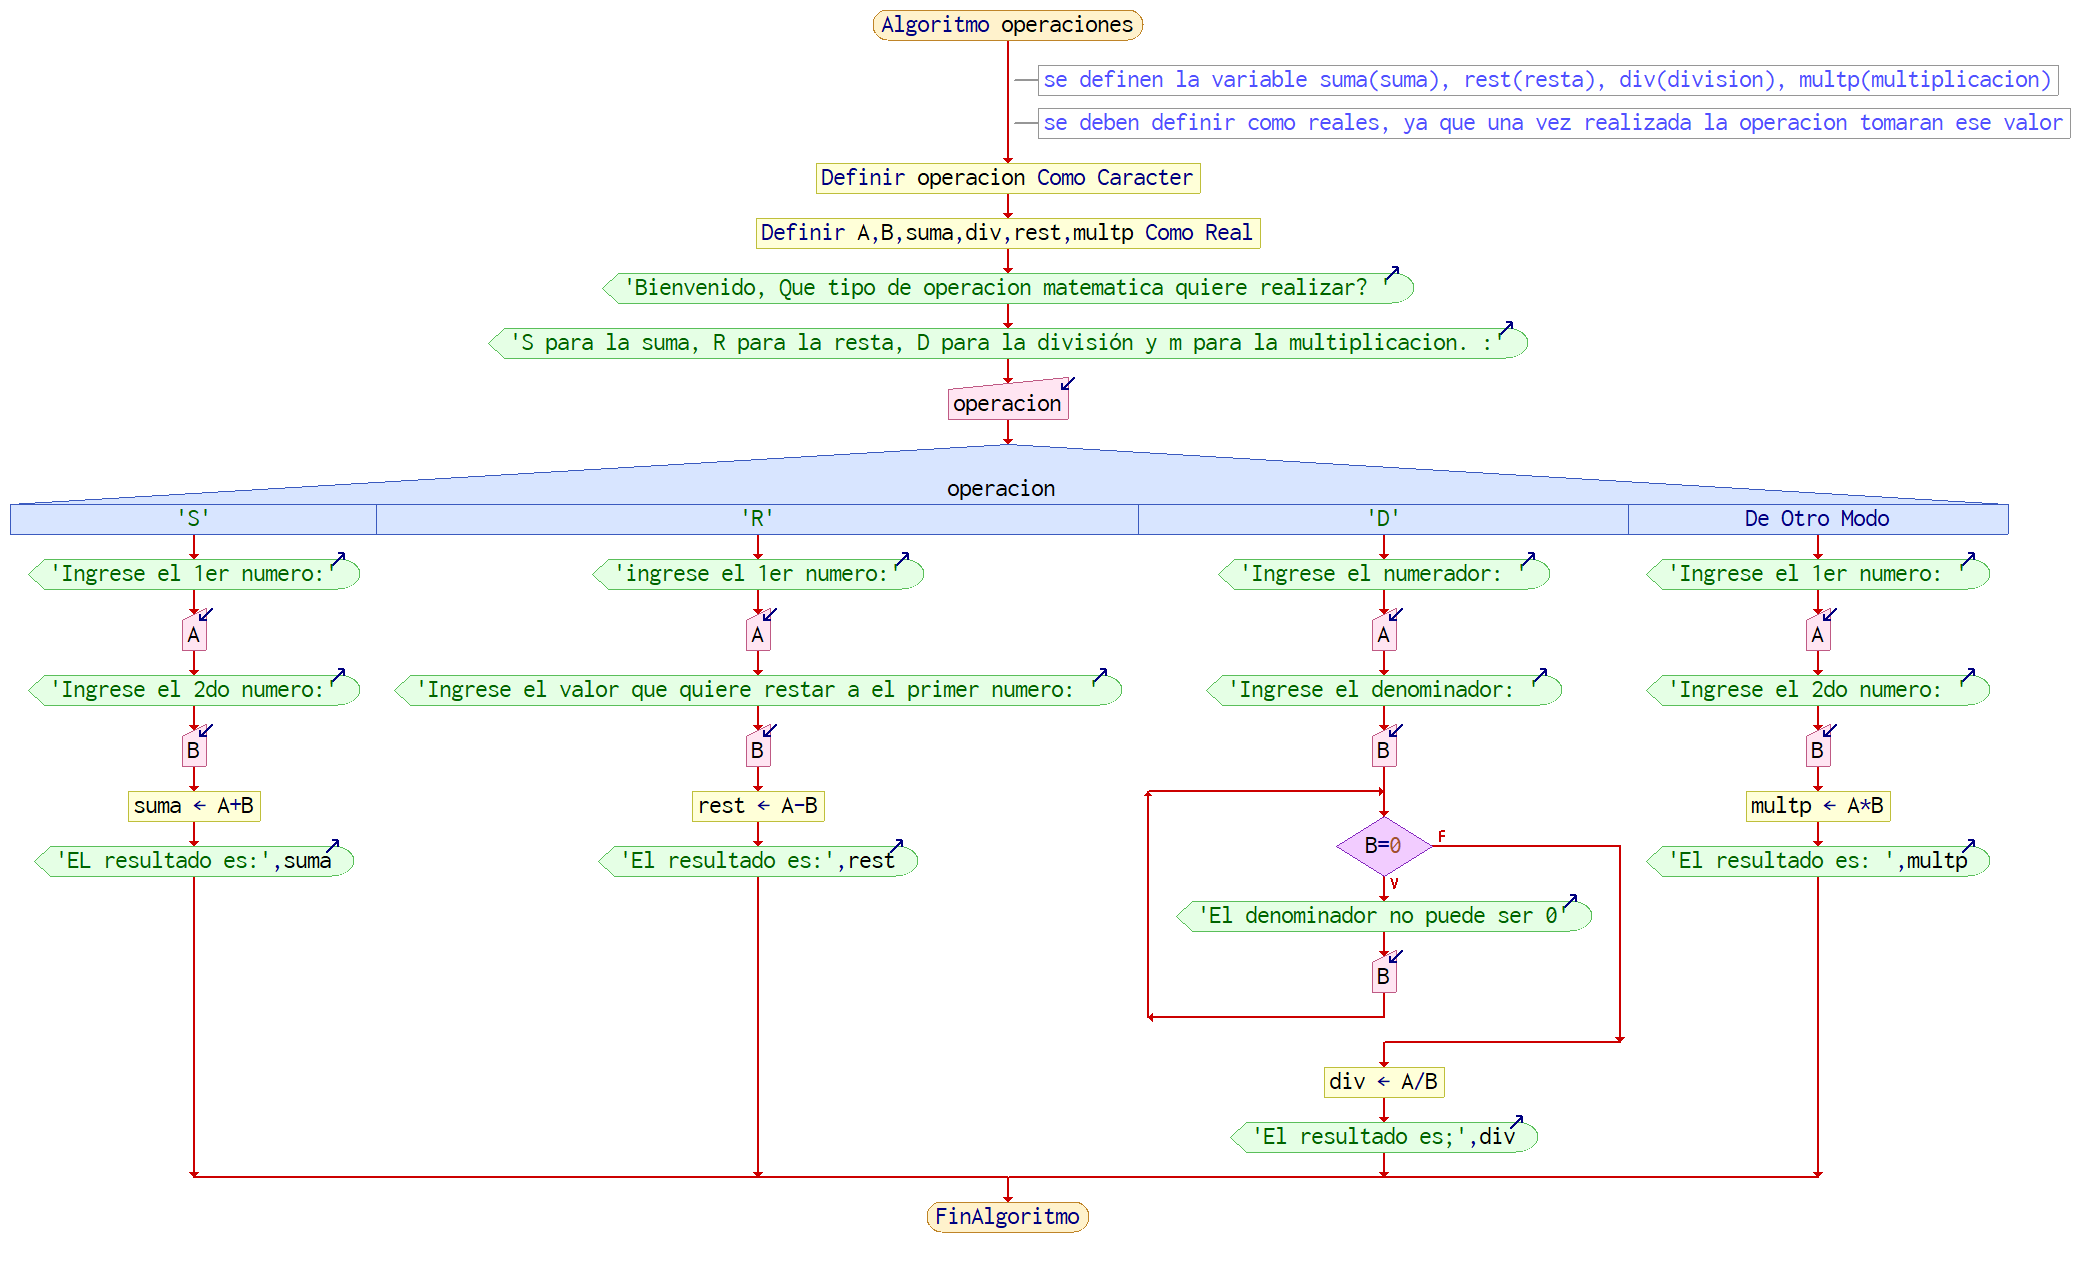 Algoritmo operaciones
se definen la variable suma(suma), rest(resta), div(division), multp(multiplicacion)
se deben definir como reales, ya que una vez realizada la operacion tomaran ese valor
Definir operacion Como Caracter
Definir A,B,suma,div,rest,multp Como Real
'Bienvenido, Que tipo de operacion matematica quiere realizar? '
'S para la suma, R para la resta, D para la división y m para la multiplicacion. :'
operacion
operacion
'S'
'Ingrese el 1er numero:'
A
'Ingrese el 2do numero:'
B
suma ← A+B
'EL resultado es:',suma
'R'
'ingrese el 1er numero:'
A
'Ingrese el valor que quiere restar a el primer numero: '
B
rest ← A-B
'El resultado es:',rest
'D'
'Ingrese el numerador: '
A
'Ingrese el denominador: '
B
B=0
F
V
'El denominador no puede ser 0'
B
div ← A/B
'El resultado es;',div
De Otro Modo
'Ingrese el 1er numero: '
A
'Ingrese el 2do numero: '
B
multp ← A*B
'El resultado es: ',multp
FinAlgoritmo